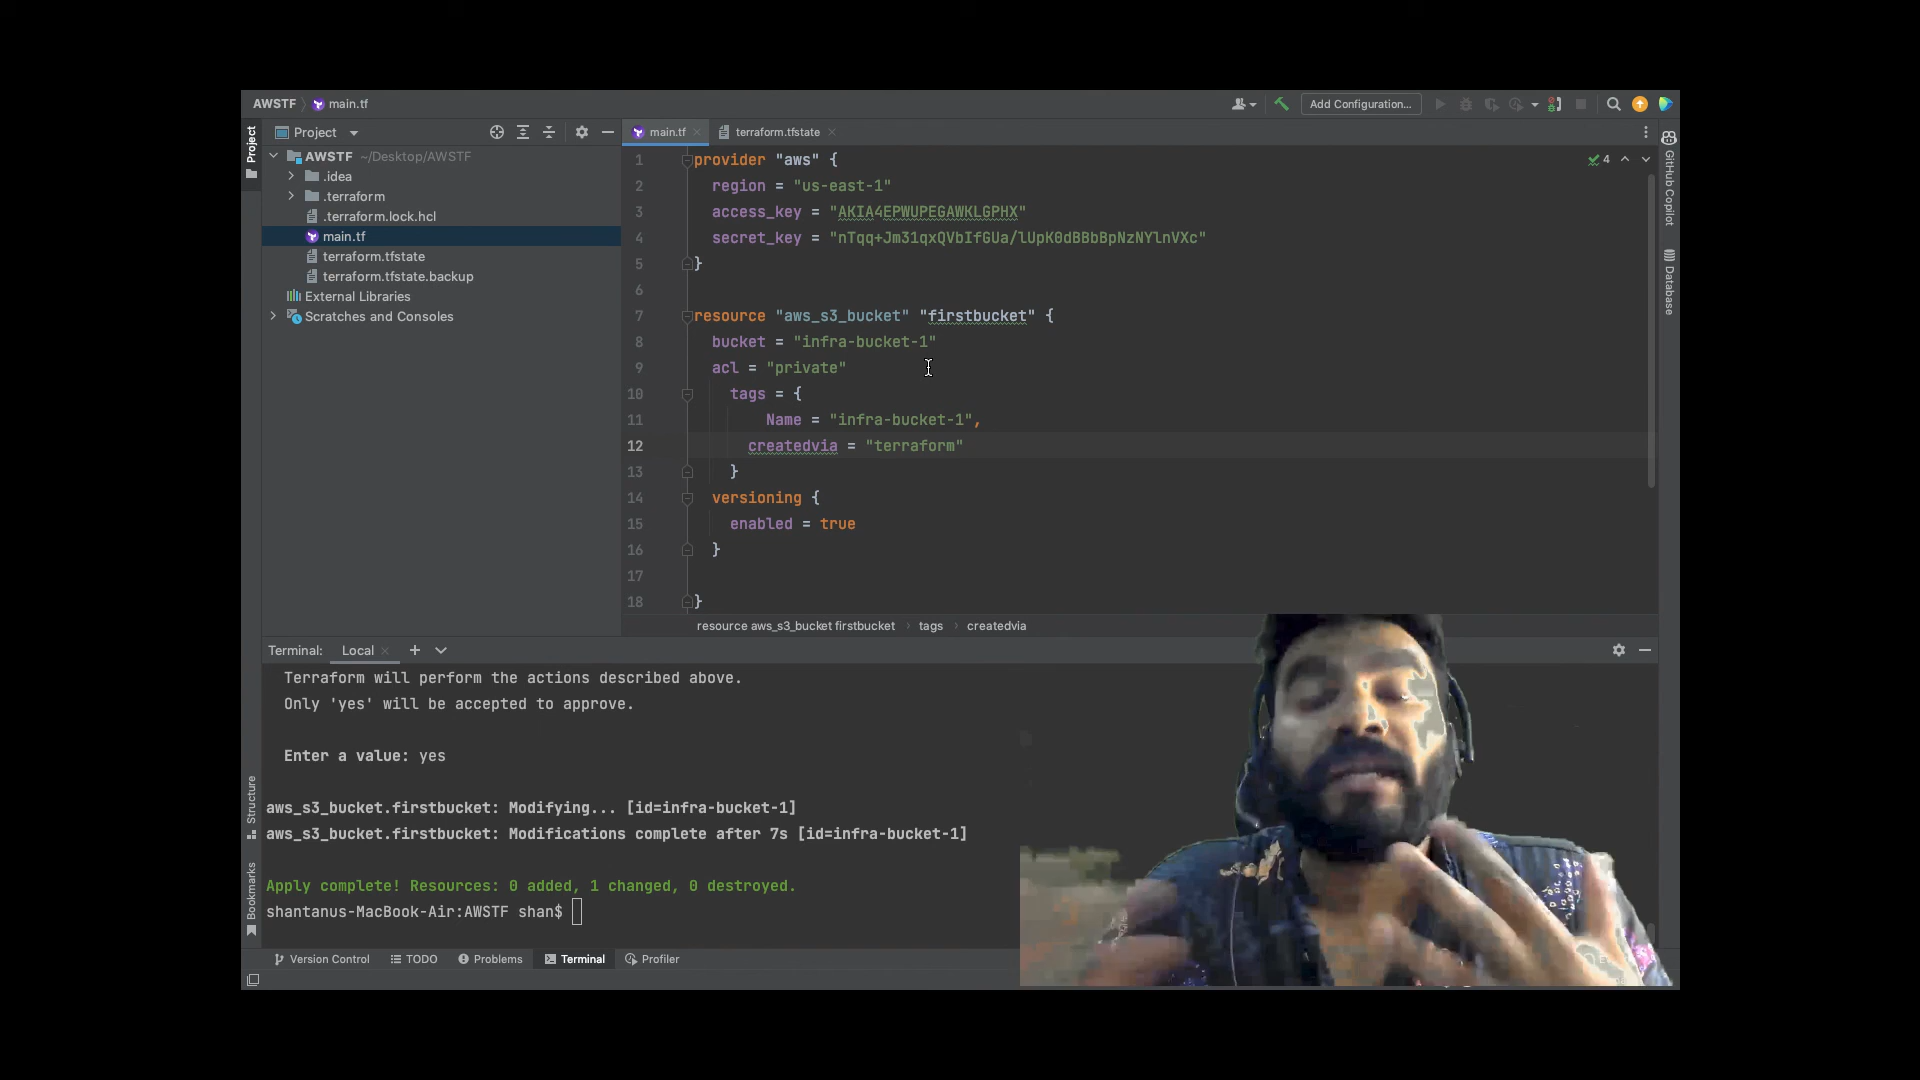 AWSTF
main.tf
Add Configuration...
Project
Project
main.tf
terraform.tfstate
AWSTF ~/Desktop/AWSTF
.idea
.terraform
.terraform.lock.hcl
main.tf
terraform.tfstate
terraform.tfstate.backup
External Libraries
Scratches and Consoles
4
GitHub Copilot
Database
1 provider "aws" {
2 region = "us-east-1"
3 access_key = "AKIA4EPWUPEGAWKLGPHX"
4 secret_key =
5 }
6
7 resource "aws_s3_bucket" "firstbucket" {
8 bucket = "infra-bucket-1"
9 acl = "private"
10 tags = {
11 Name = "infra-bucket-1",
12 createdvia = "terraform"
13 }
14 versioning {
15 enabled = true
16 }
17
18 }
resource aws_s3_bucket firstbucket
tags
createdvia
Terminal:
Local
Terraform will perform the actions described above.
Only 'yes' will be accepted to approve.
Enter a value: yes
aws_s3_bucket.firstbucket: Modifying... [id=infra-bucket-1]
aws_s3_bucket.firstbucket: Modifications complete after 7s [id=infra-bucket-1]
Apply complete! Resources: 0 added, 1 changed, 0 destroyed.
shantanus-MacBook-Air:AWSTF shan$
Structure
Bookmarks
Version Control
TODO
Problems
Terminal
Profiler